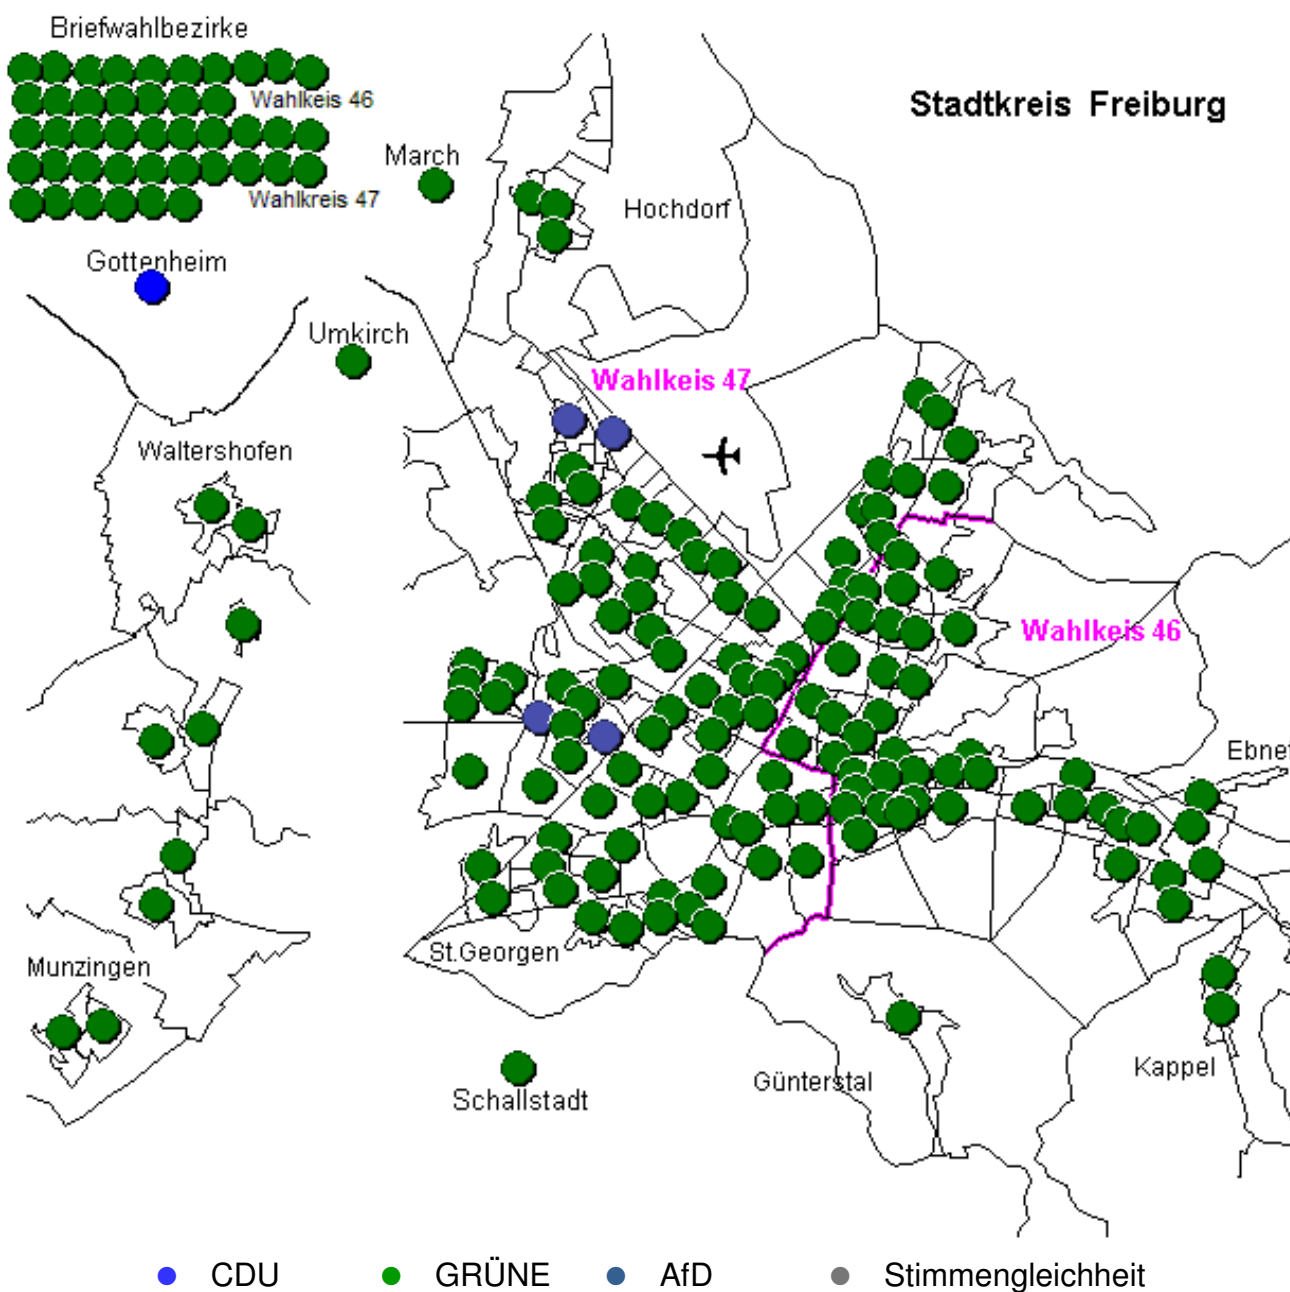 Briefwahlbezirke
Wahlkeis 46
Wahlkreis 47
Stadtkreis Freiburg
March
Hochdorf
Gottenheim
Umkirch
Wahlkeis 47
Waltershofen
Wahlkeis 46
Ebnet
St.Georgen
Munzingen
Kappel
Günterstal
Schallstadt
CDU GRÜNE AfD Stimmengleichheit